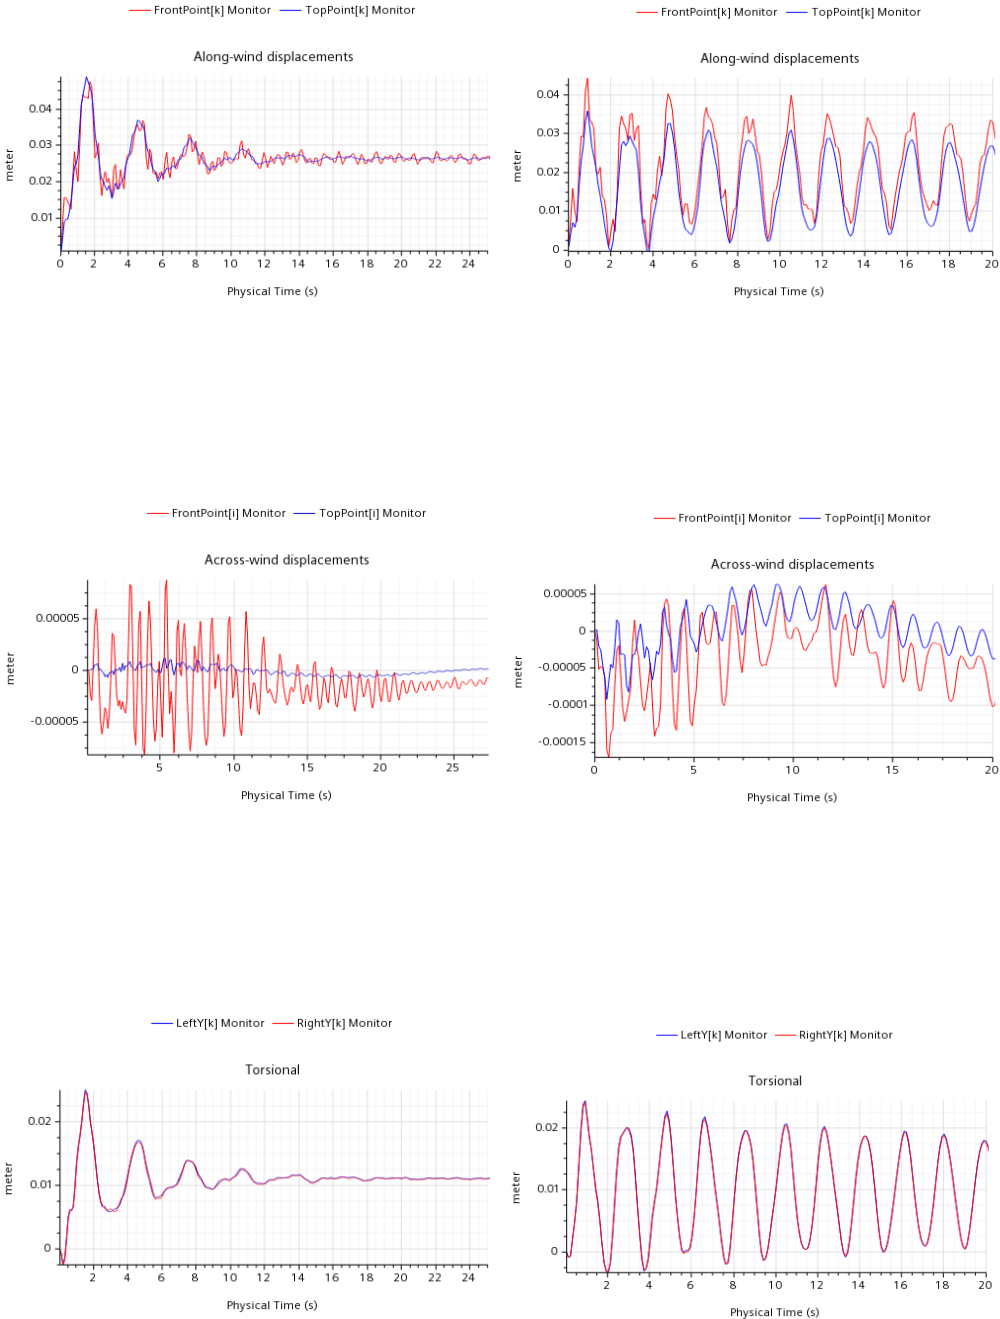 FrontPoint[k] Monitor TopPoint[k] Monitor
Along-wind displacements
0.04
0.03
0.02
0.01
meter
0 2 4 6 8 10 12 14 16 18 20 22 24
Physical Time (s)
FrontPoint[k] Monitor TopPoint[k] Monitor
Along-wind displacements
0.04
0.03
0.02
0.01
0
meter
0 2 4 6 8 10 12 14 16 18 20
Physical Time (s)
FrontPoint[i] Monitor TopPoint[i] Monitor
Across-wind displacements
0.00005
0
-0.00005
meter
5 10 15 20 25
Physical Time (s)
FrontPoint[i] Monitor TopPoint[i] Monitor
Across-wind displacements
0.00005
0
-0.00005
-0.0001
-0.00015
meter
0 5 10 15 20
Physical Time (s)
LeftY[k] Monitor RightY[k] Monitor
Torsional
0.02
0.01
0
meter
2 4 6 8 10 12 14 16 18 20 22 24
Physical Time (s)
LeftY[k] Monitor RightY[k] Monitor
Torsional
0.02
0.01
0
meter
2 4 6 8 10 12 14 16 18 20
Physical Time (s)